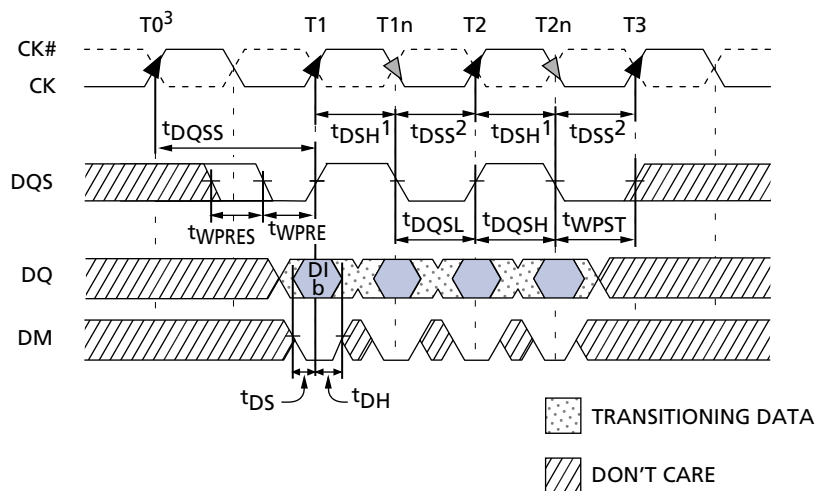 T0³ T1 T1n T2 T2n T3
CK#
CK
tDQSS tDSH¹ tDSS² tDSH¹ tDSS²
DQS
tWPRES tWPRE tDQSL tDQSH tWPST
DQ
DI
b
DM
tDS tDH
TRANSITIONING DATA
DON'T CARE